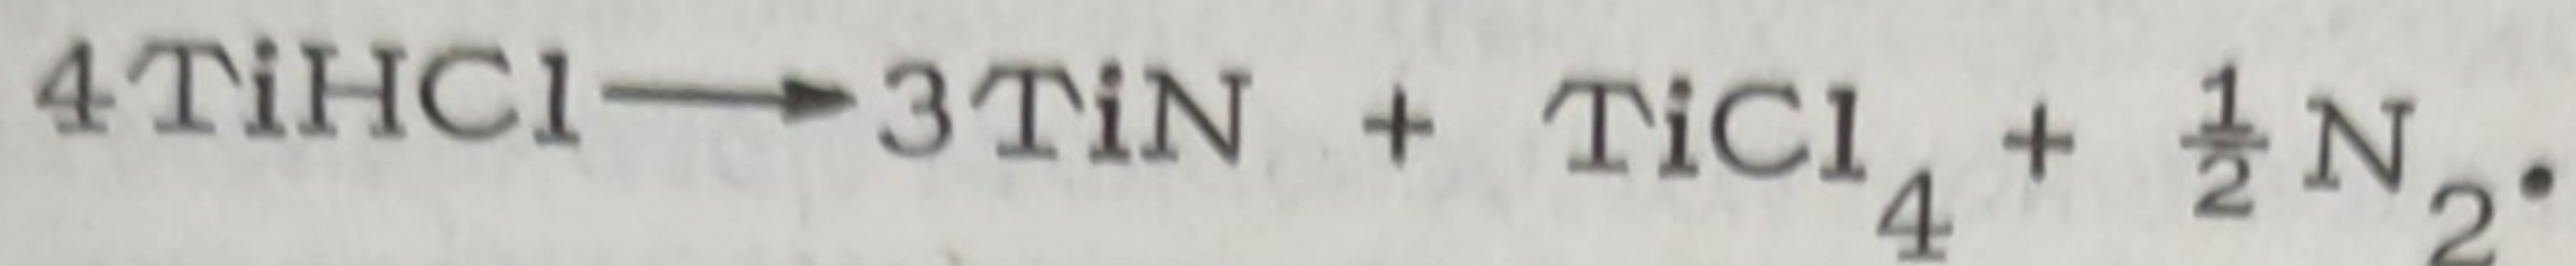 4TiHCl⟶3TiN + TiCl₄ + ½N₂.